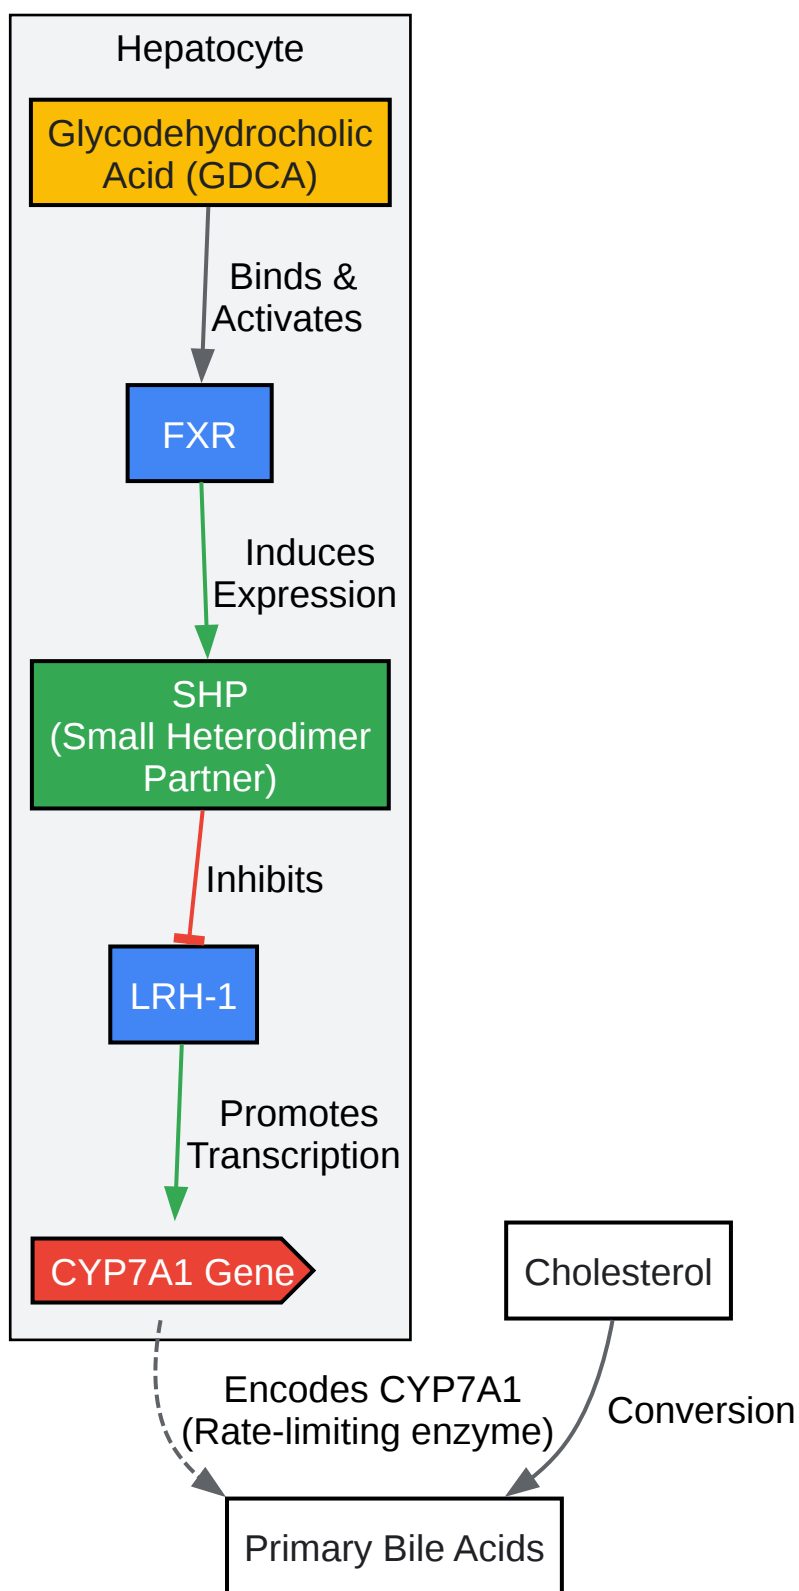 Hepatocyte
Glycodehydrocholic
Acid (GDCA)
Binds &
Activates
FXR
Induces
Expression
SHP
(Small Heterodimer
Partner)
Inhibits
LRH-1
Promotes
Transcription
CYP7A1 Gene
Cholesterol
Encodes CYP7A1
(Rate-limiting enzyme)
Conversion
Primary Bile Acids